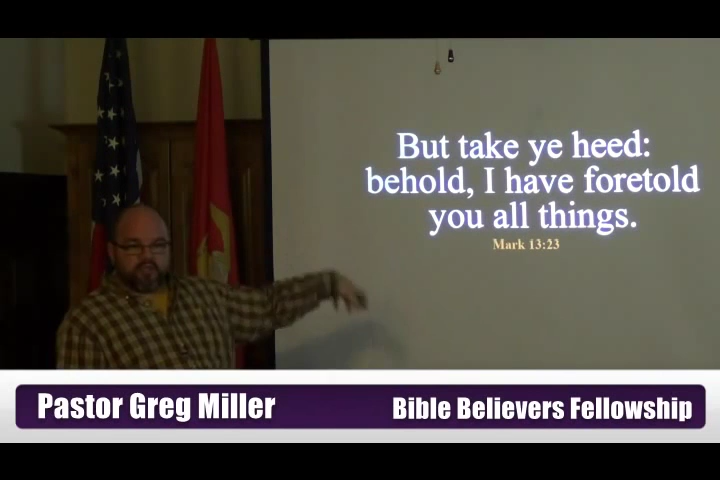 But take ye heed:
behold, I have foretold
you all things.
Mark 13:23
Pastor Greg Miller
Bible Believers Fellowship